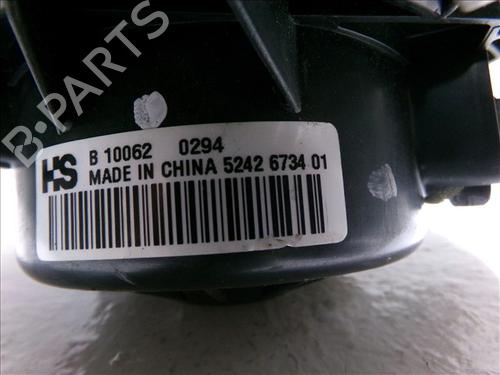 B-PARTS
HS B 10062 0294
MADE IN CHINA 5242 6734 01